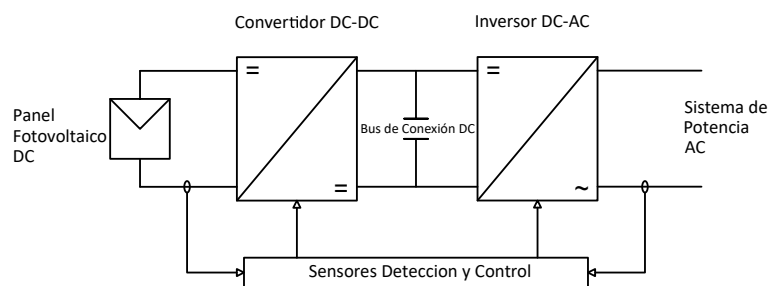 Convertidor DC-DC
Inversor DC-AC
=
=
Panel
Fotovoltaico
DC
Bus de Conexión DC
Sistema de
Potencia
AC
=
~
Sensores Deteccion y Control